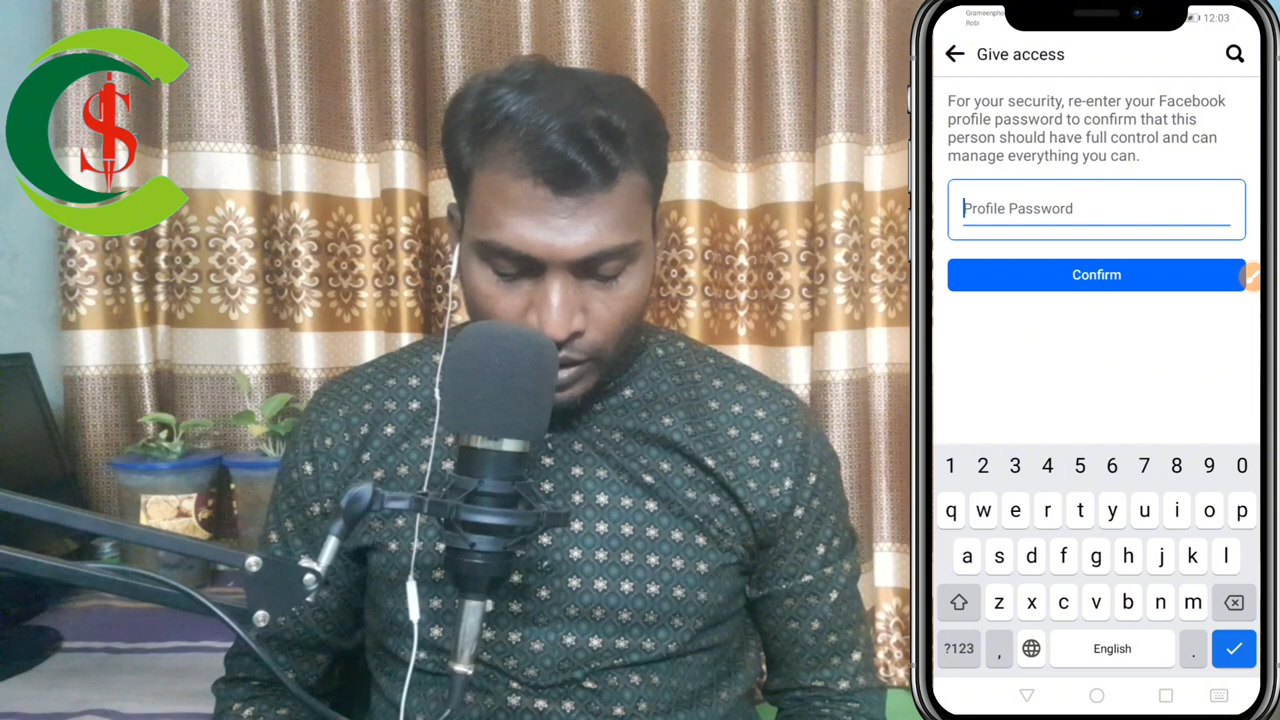 Grameenpho
Robi
12:03
Give access
For your security, re-enter your Facebook
profile password to confirm that this
person should have full control and can
manage everything you can.
Profile Password
Confirm
1 2 3 4 5 6 7 8 9 0
q w e r t y u i o p
a s d f g h j k l
z x c v b n m
?123 , English .